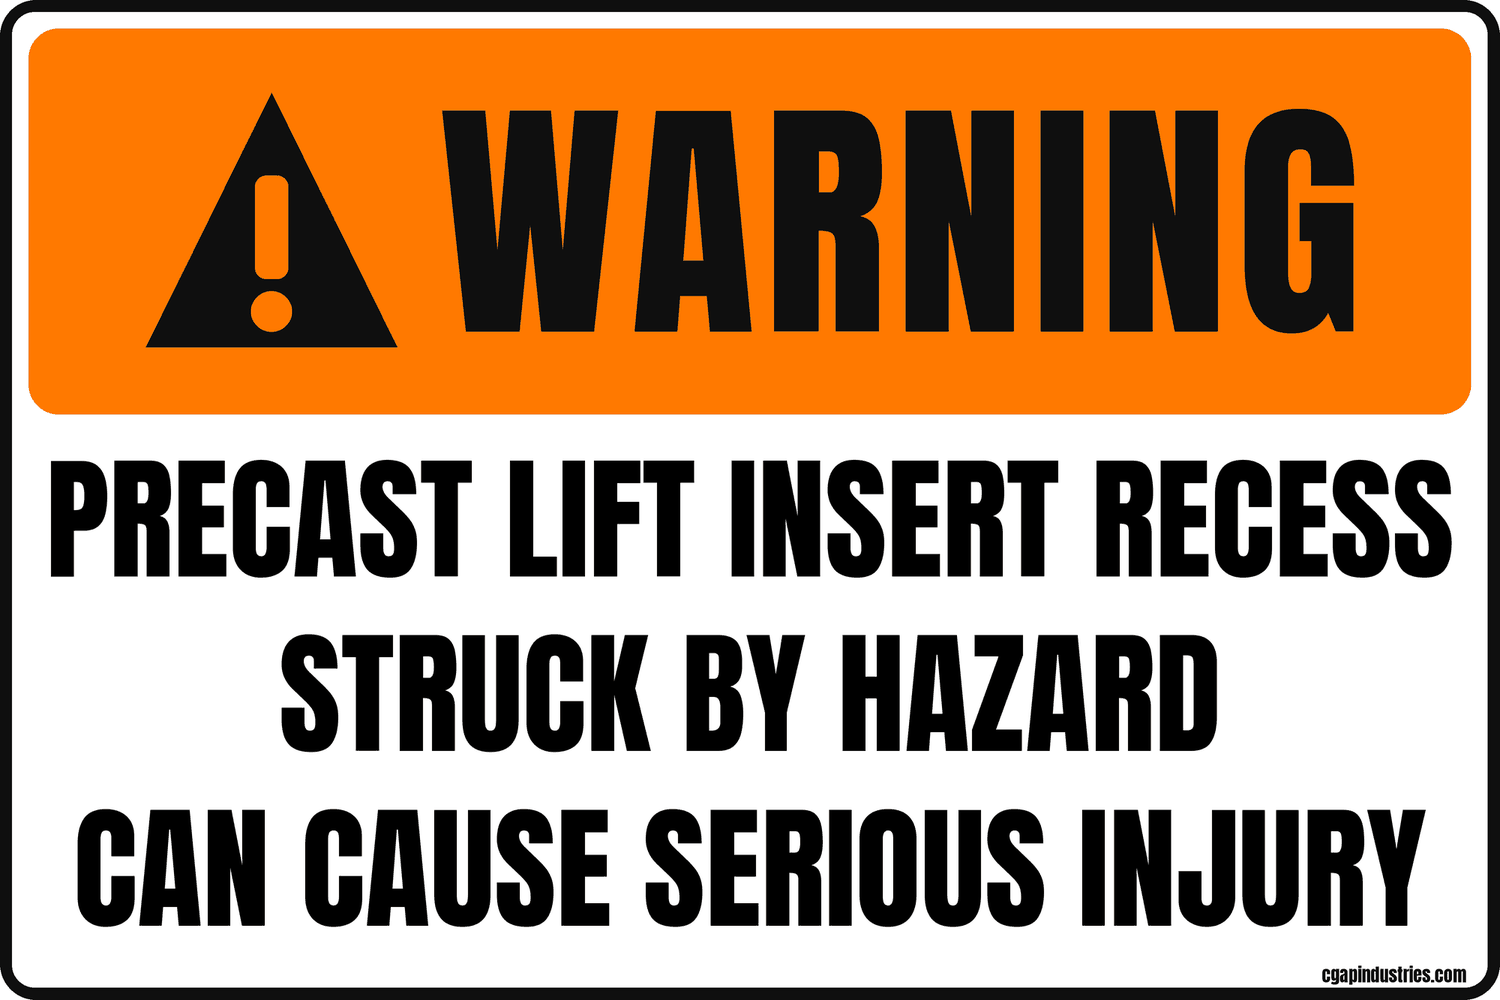 WARNING
PRECAST LIFT INSERT RECESS
STRUCK BY HAZARD
CAN CAUSE SERIOUS INJURY
cgapindustries.com